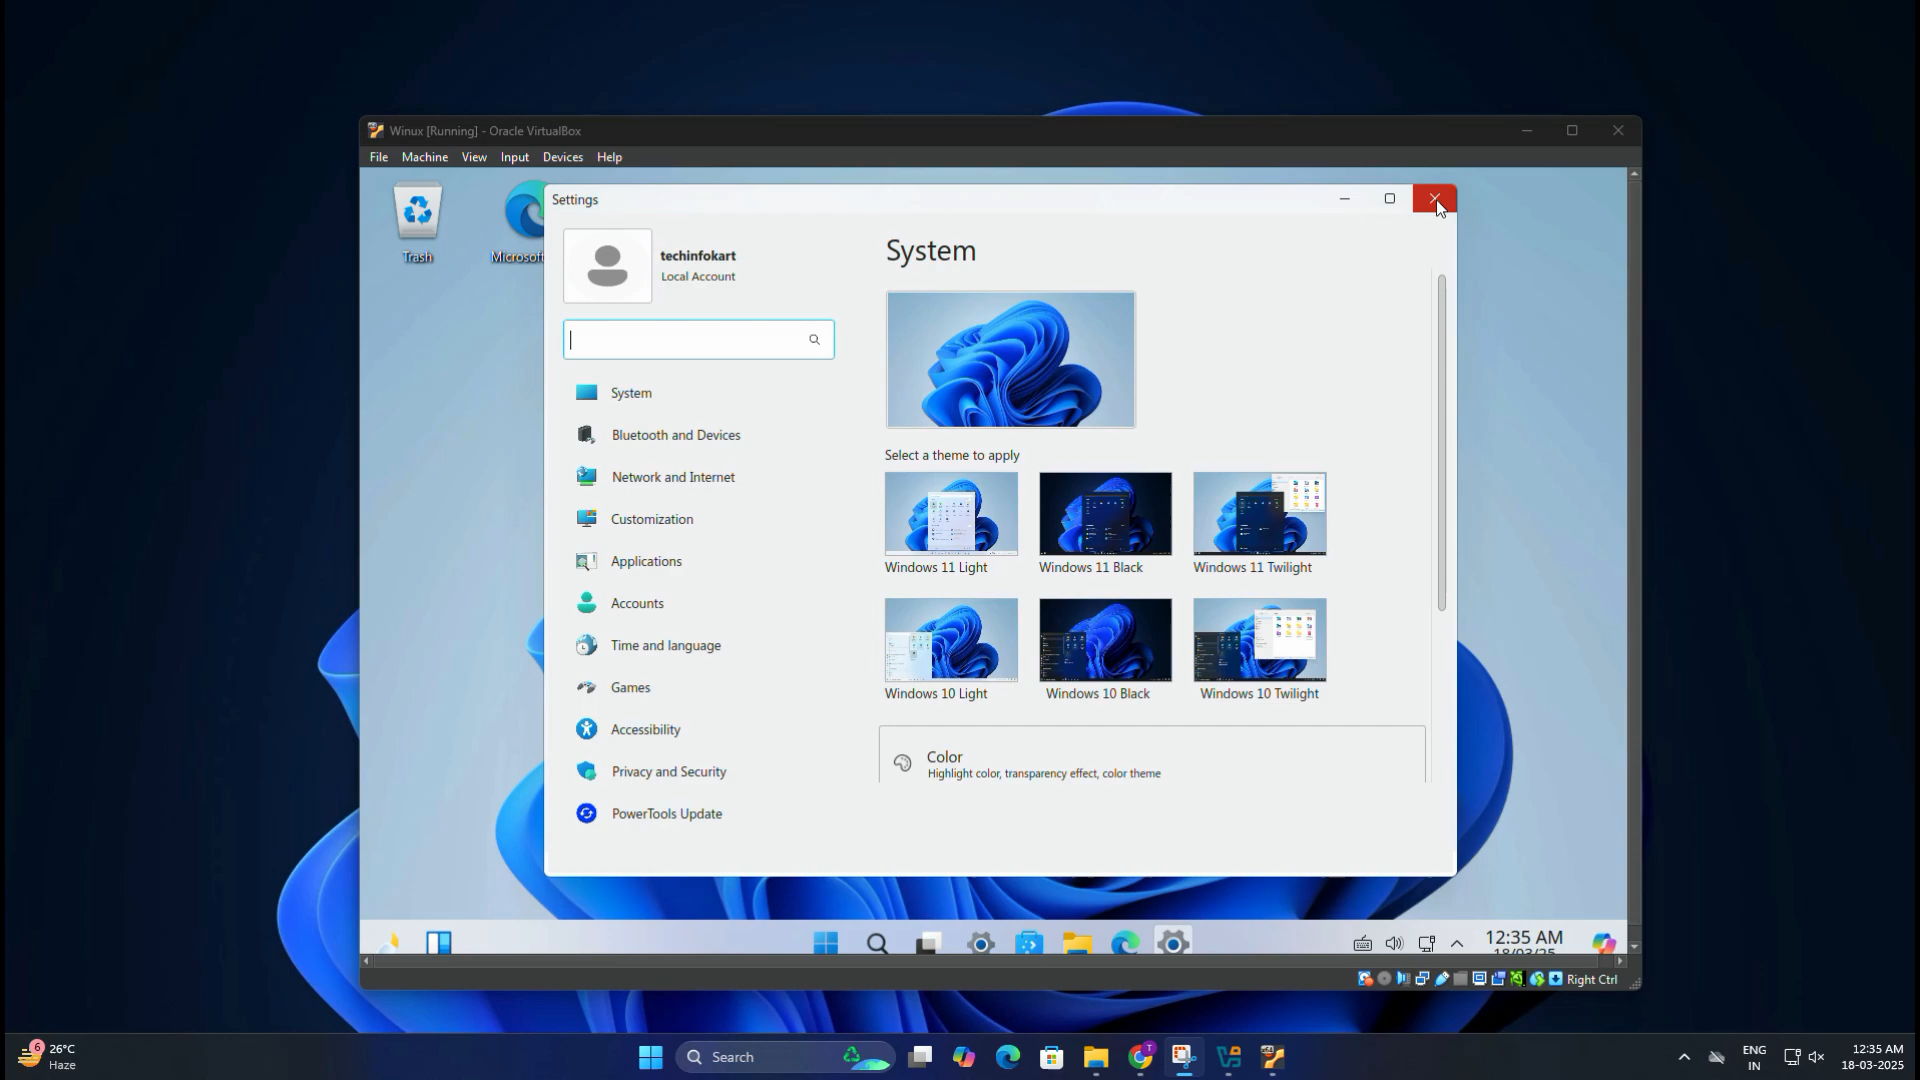 Winux [Running] - Oracle VirtualBox
File Machine View Input Devices Help
Trash
Microsof
Settings
techinfokart
Local Account
System
Bluetooth and Devices
Network and Internet
Customization
Applications
Accounts
Time and language
Games
Accessibility
Privacy and Security
PowerTools Update
System
Select a theme to apply
Windows 11 Light
Windows 11 Black
Windows 11 Twilight
Windows 10 Light
Windows 10 Black
Windows 10 Twilight
Color
Highlight color, transparency effect, color theme
12:35 AM
18/03/25
Right Ctrl
6
26°C
Haze
Search
T
ENG
IN
12:35 AM
18-03-2025